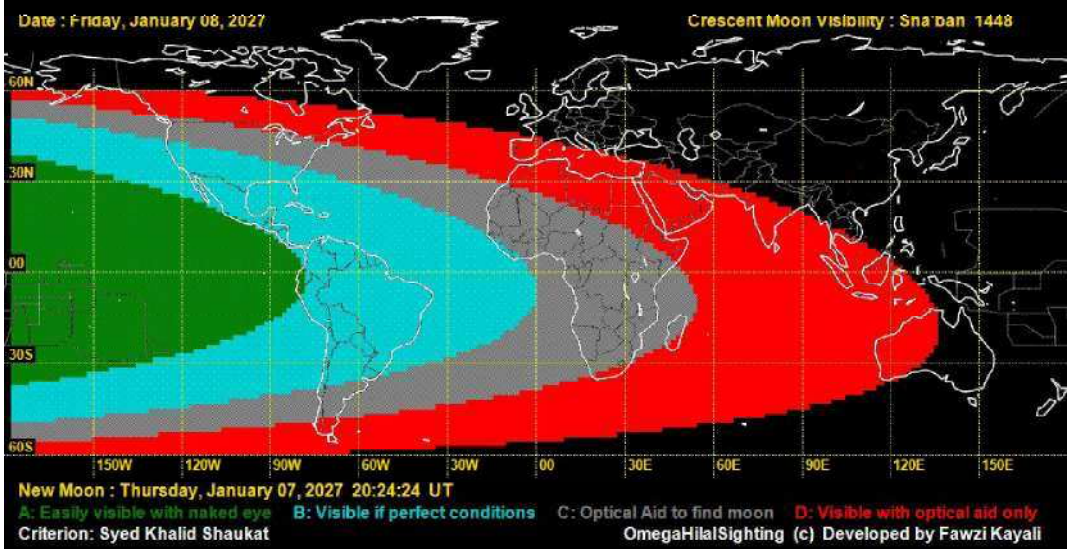 Date : Friday, January 08, 2027
Crescent Moon Visibility : Sha'ban 1448
60N
30N
00
30S
60S
150W 120W 90W 60W 30W 00 30E 60E 90E 120E 150E
New Moon : Thursday, January 07, 2027 20:24:24 UT
A: Easily visible with naked eye B: Visible if perfect conditions C: Optical Aid to find moon D: Visible with optical aid only
Criterion: Syed Khalid Shaukat OmegaHilalSighting (c) Developed by Fawzi Kayali